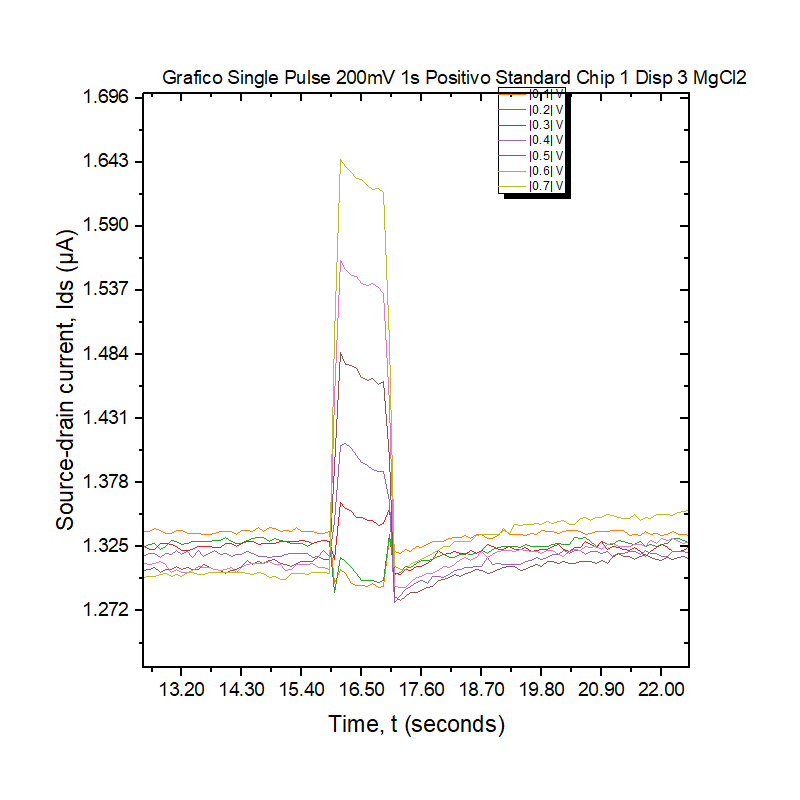 Grafico Single Pulse 200mV 1s Positivo Standard Chip 1 Disp 3 MgCl2
|0.1| V
|0.2| V
|0.3| V
|0.4| V
|0.5| V
|0.6| V
|0.7| V
1.696
1.643
1.590
1.537
1.484
1.431
1.378
1.325
1.272
Source-drain current, Ids (μA)
13.20 14.30 15.40 16.50 17.60 18.70 19.80 20.90 22.00
Time, t (seconds)